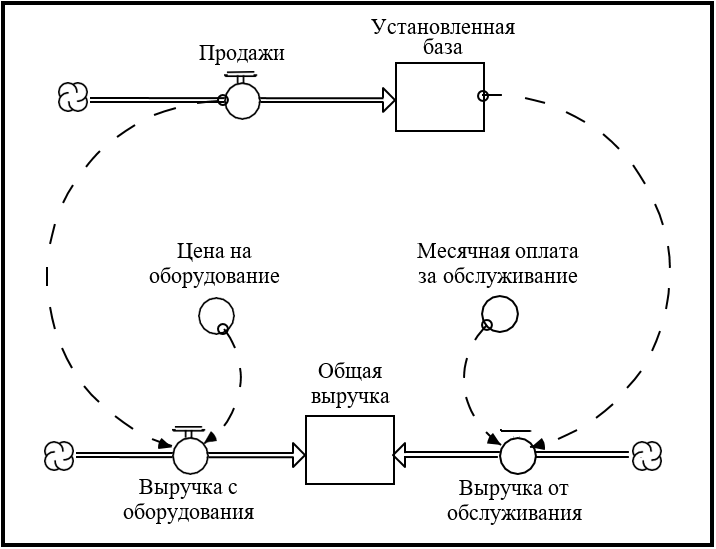 Продажи
Установленная
база
Цена на
оборудование
Месячная оплата
за обслуживание
Общая
выручка
Выручка с
оборудования
Выручка от
обслуживания